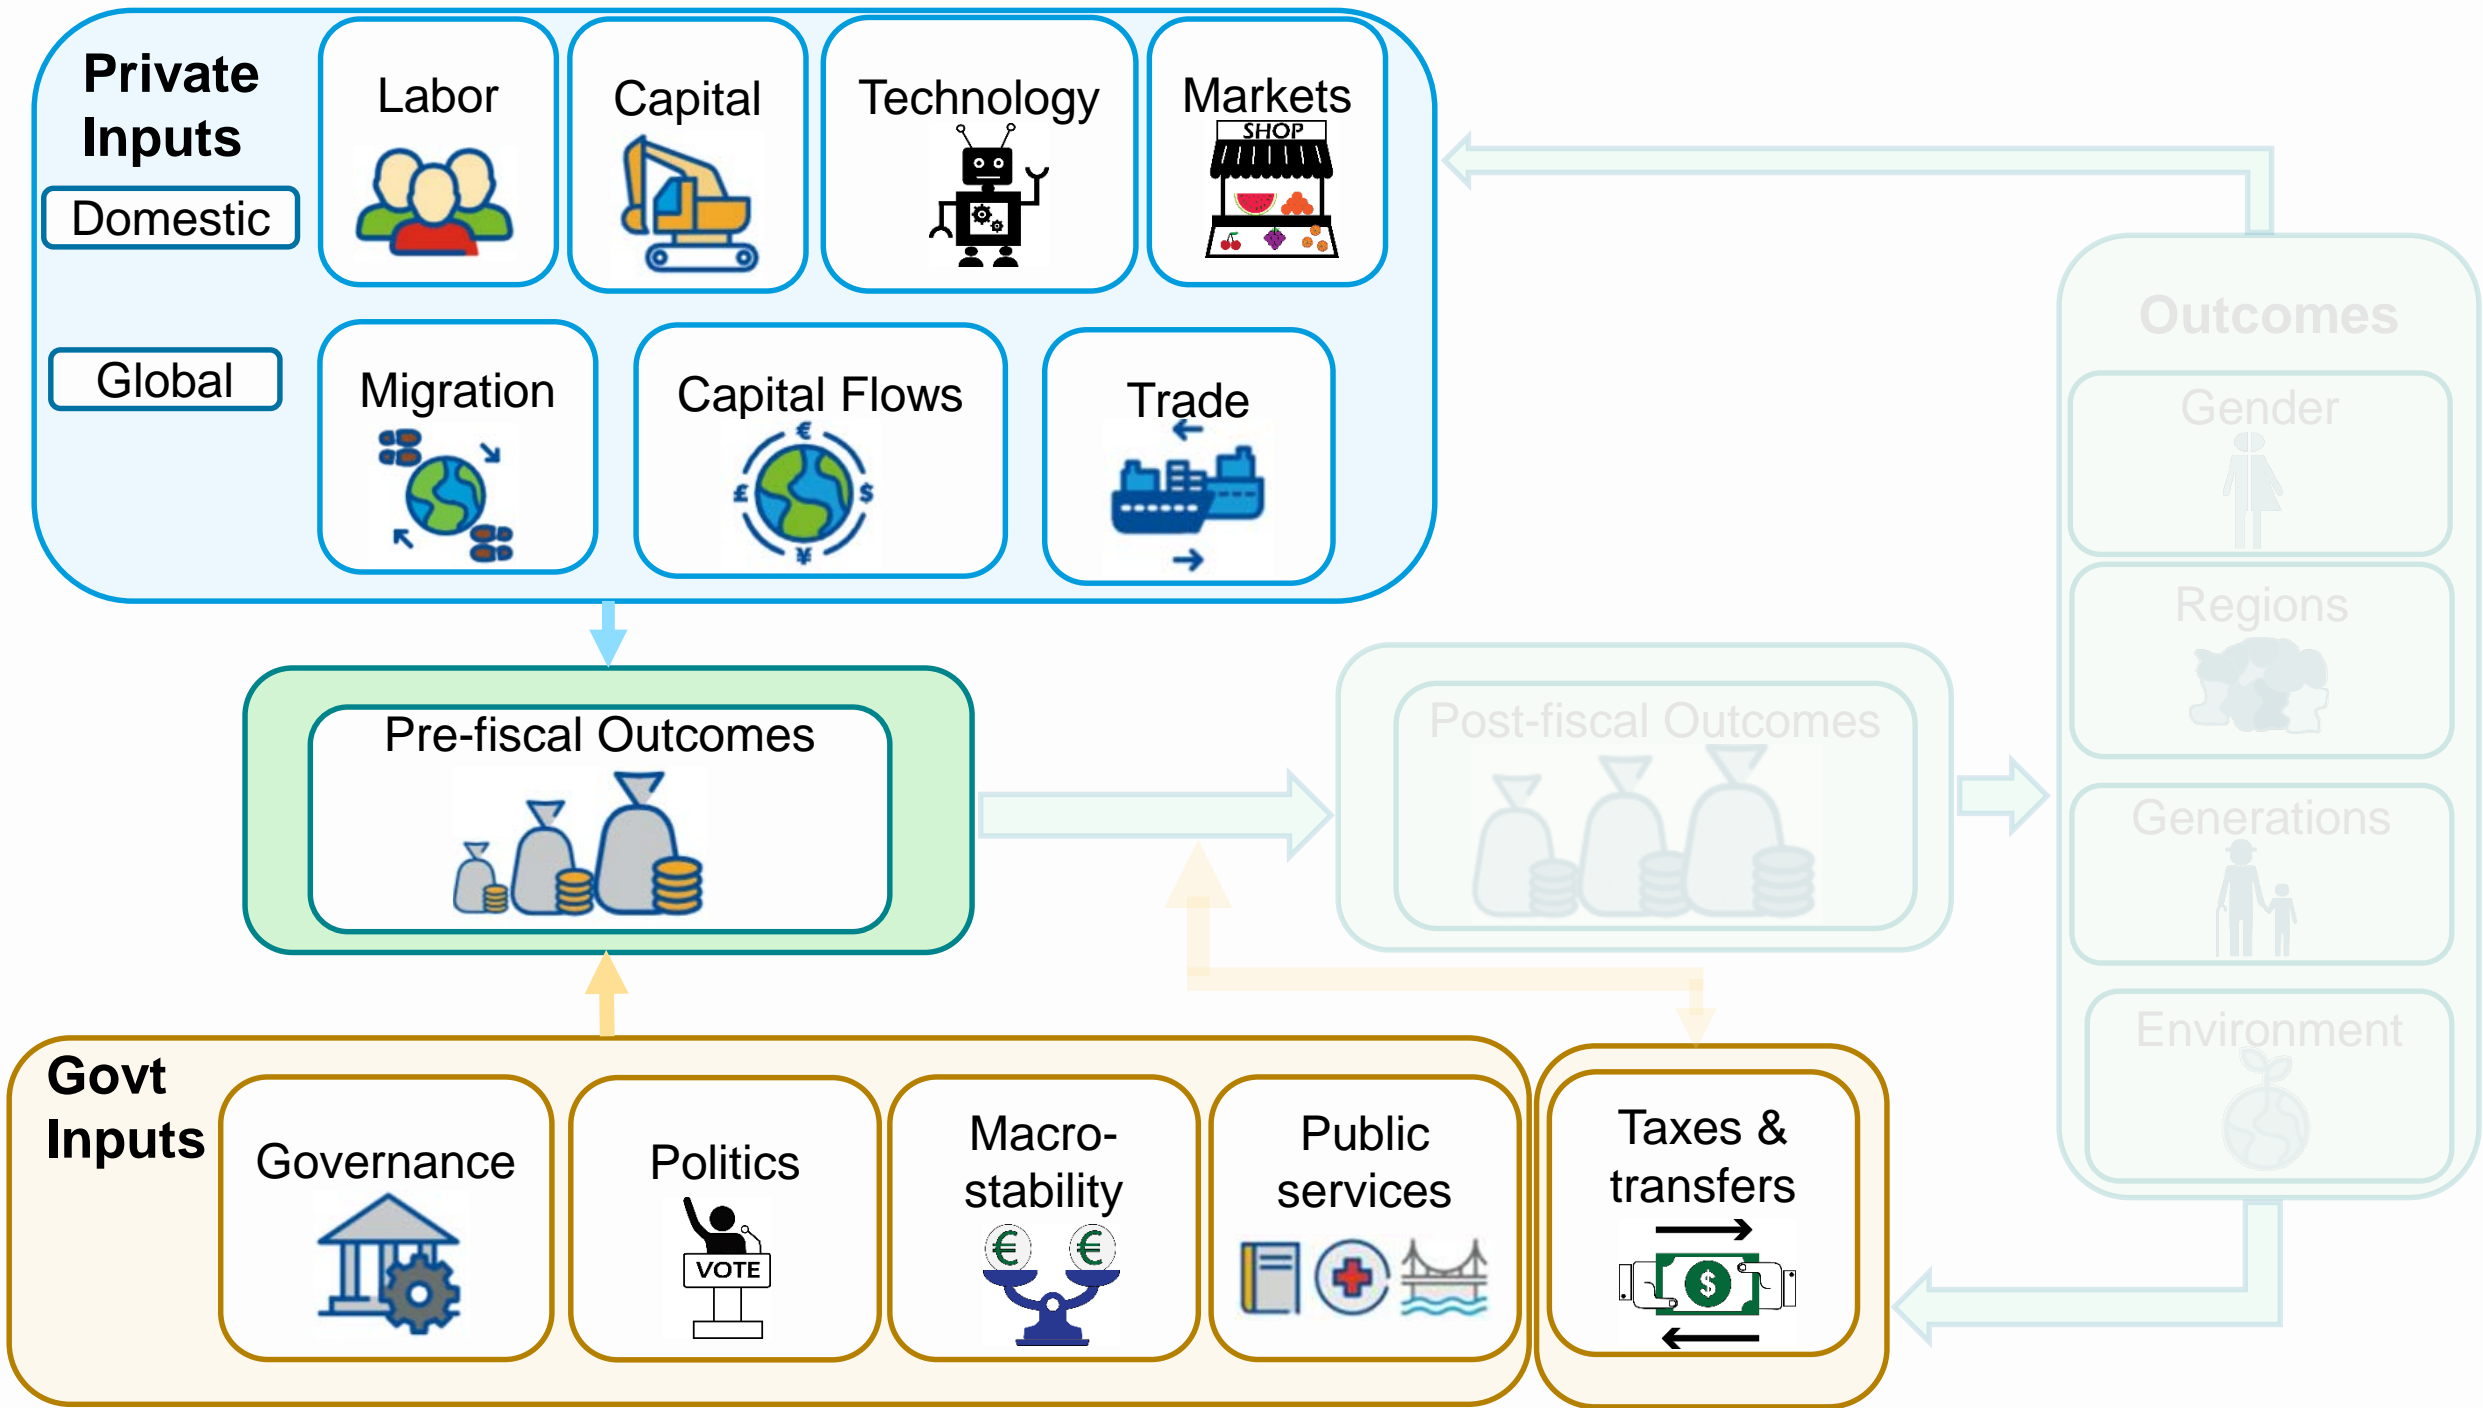 Private
Inputs
Domestic
Labor
Capital
Technology
Markets
SHOP
Global
Migration
Capital Flows
€
£
$
¥
Trade
Pre-fiscal Outcomes
Post-fiscal Outcomes
Outcomes
Gender
Regions
Generations
Environment
Govt
Inputs
Governance
Politics
VOTE
Macro-
stability
€ €
Public
services
Taxes &
transfers
$